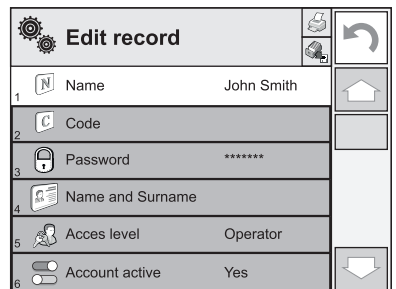 Edit record
1 N Name John Smith
2 C Code
3 Password *******
4 Name and Surname
5 Acces level Operator
6 Account active Yes